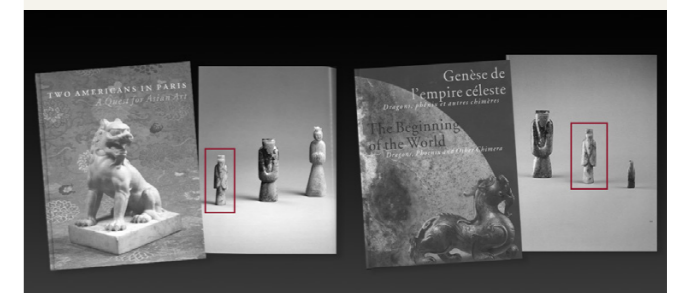 TWO AMERICANS IN PARIS
A Quest for Asian Art
Genèse de
l'empire céleste
Dragons, phénix et autres chimères
The Beginning
of the World
Dragons, Phoenix and Other Chimera